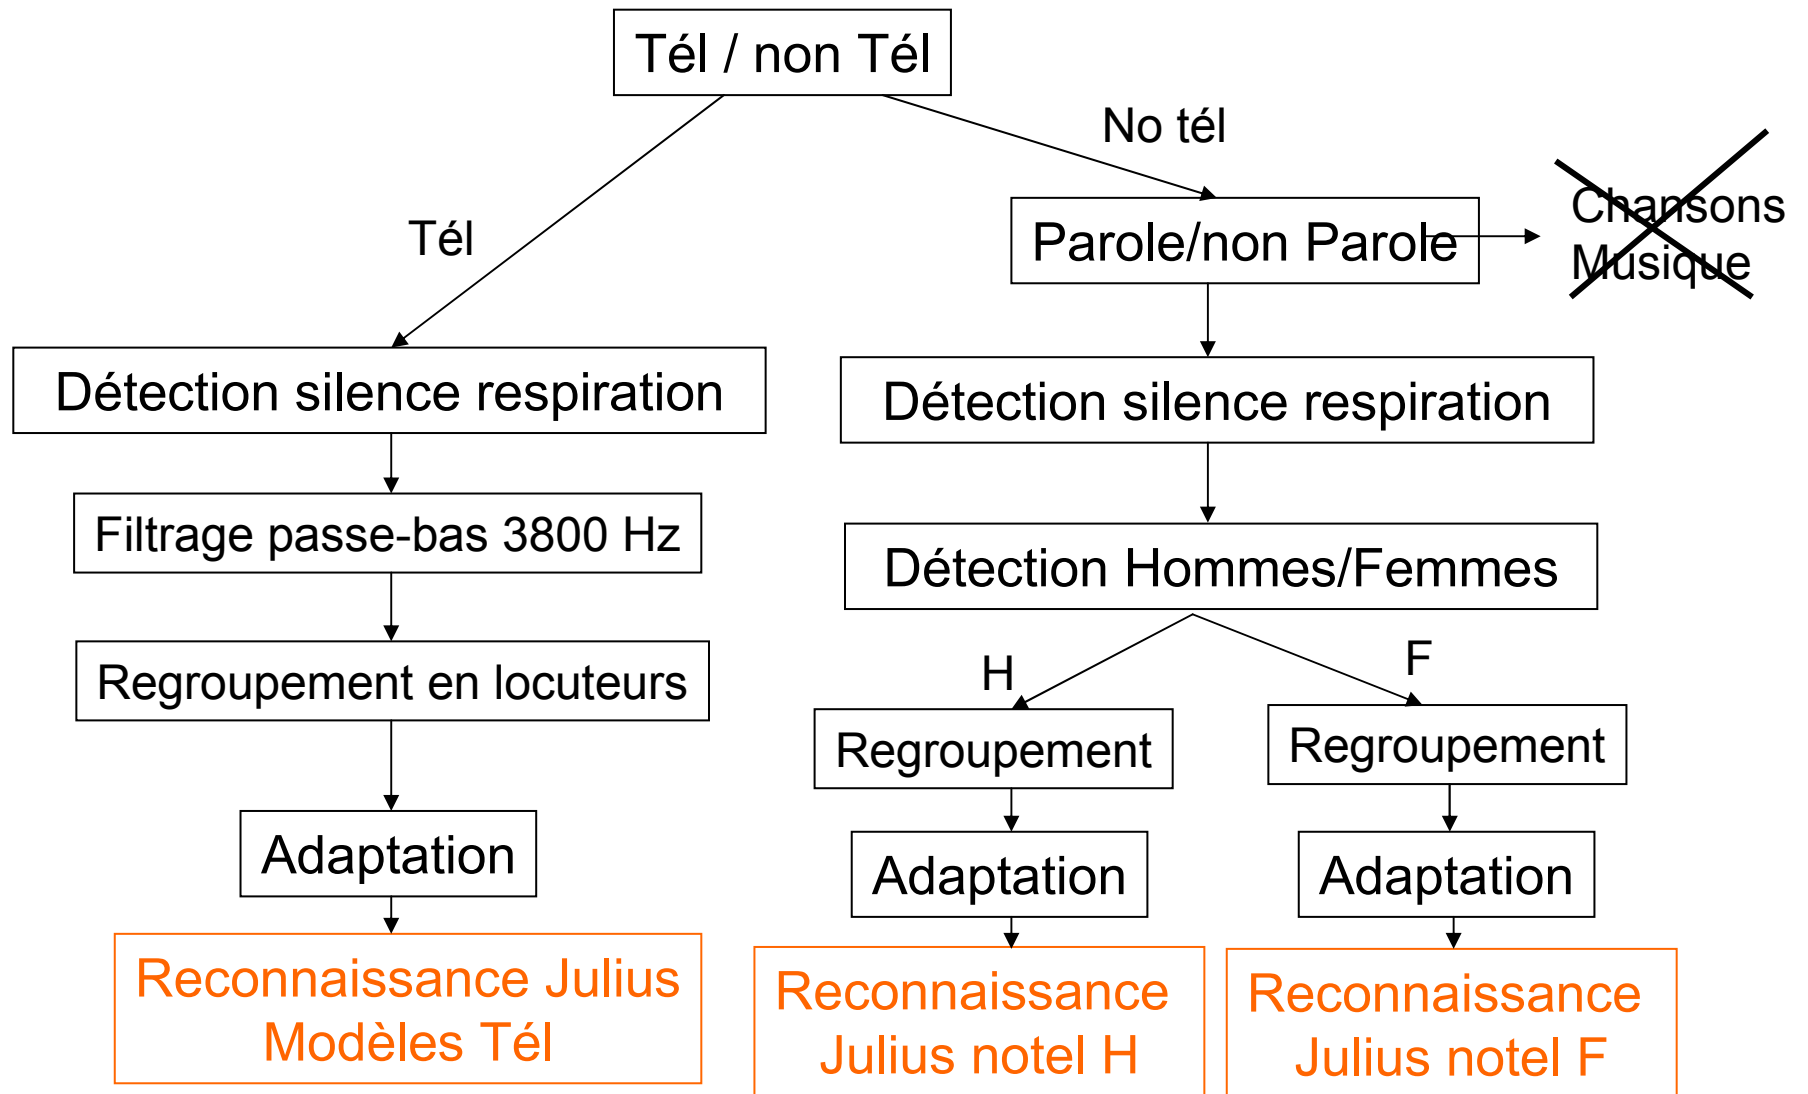 Tél / non Tél
No tél
Tél
Parole/non Parole
Chansons
Musique
Détection silence respiration
Détection silence respiration
Filtrage passe-bas 3800 Hz
Détection Hommes/Femmes
Regroupement en locuteurs
H
F
Regroupement
Regroupement
Adaptation
Adaptation
Adaptation
Reconnaissance Julius
Modèles Tél
Reconnaissance
Julius notel H
Reconnaissance
Julius notel F